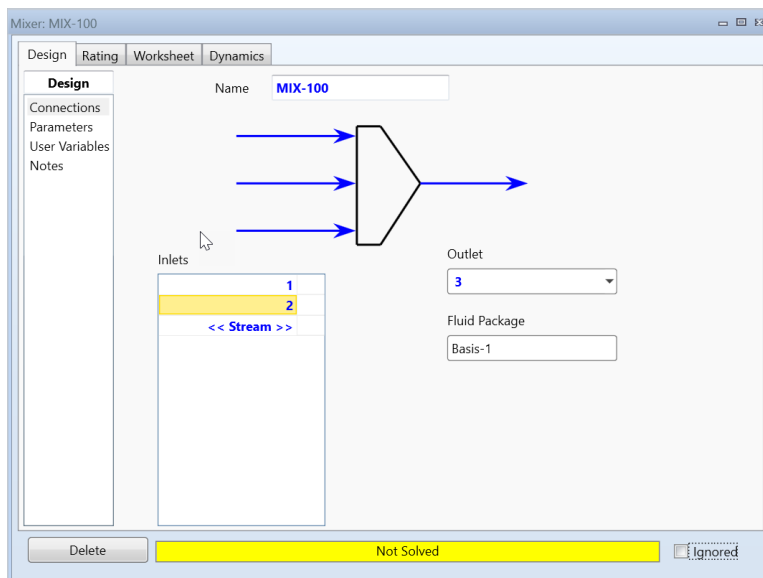 Mixer: MIX-100
Design Rating Worksheet Dynamics
Design
Connections
Parameters
User Variables
Notes
Name MIX-100
Inlets
1
2
<< Stream >>
Outlet
3
Fluid Package
Basis-1
Delete
Not Solved
Ignored